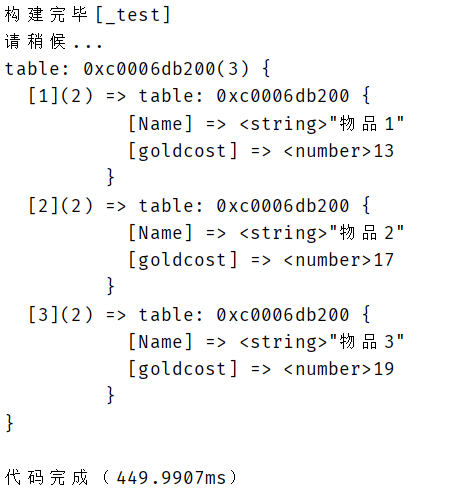 构建完毕[_test]
请稍候...
table: 0xc0006db200(3) {
[1](2) => table: 0xc0006db200 {
[Name] => <string>"物品1"
[goldcost] => <number>13
}
[2](2) => table: 0xc0006db200 {
[Name] => <string>"物品2"
[goldcost] => <number>17
}
[3](2) => table: 0xc0006db200 {
[Name] => <string>"物品3"
[goldcost] => <number>19
}
}
代码完成（449.9907ms）